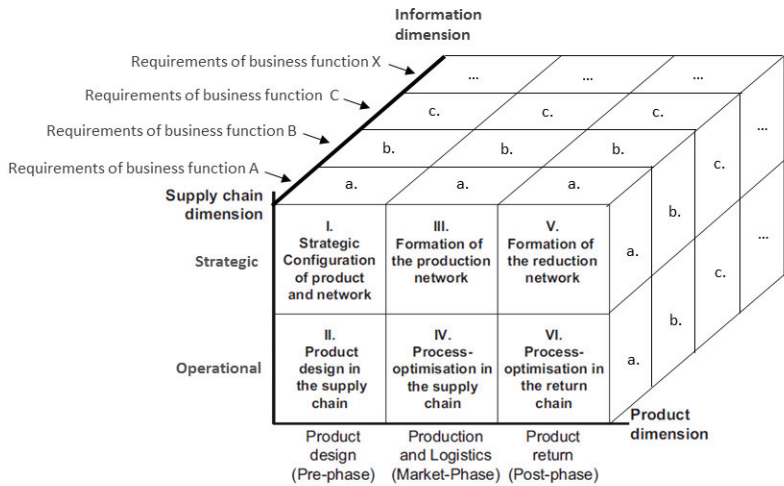 Information
dimension
Requirements of business function X
... ... ...
Requirements of business function C
c. c. c. ...
Requirements of business function B
b. b. b. c.
Requirements of business function A
a. a. a. b.
Supply chain
dimension
Strategic
I.
Strategic
Configuration
of product
and network
III.
Formation of
the production
network
V.
Formation of
the reduction
network
a.
...
c.
b.
a.
Operational
II.
Product
design in
the supply
chain
IV.
Process-
optimisation in
the supply
chain
VI.
Process-
optimisation in
the return
chain
Product
dimension
Product
design
(Pre-phase)
Production
and Logistics
(Market-Phase)
Product
return
(Post-phase)